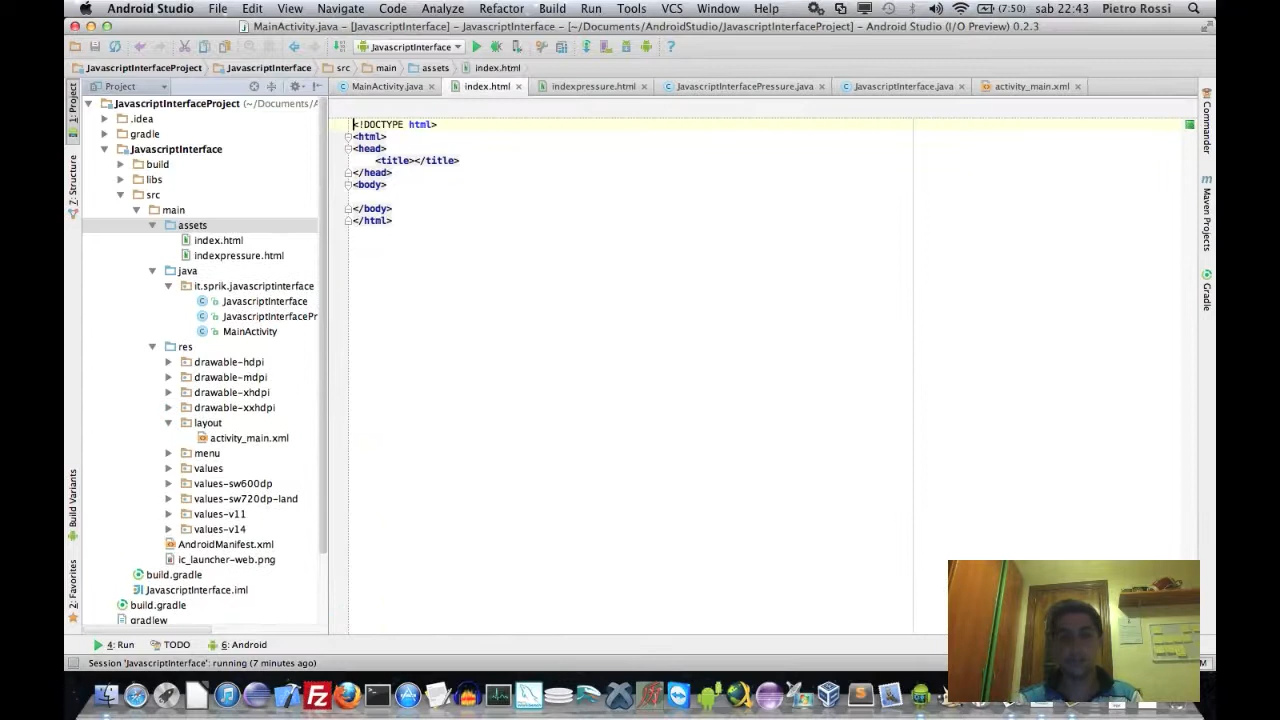 Android Studio File Edit View Navigate Code Analyze Refactor Build Run Tools VCS Window Help (7:50) sab 22:43 Pietro Rossi
MainActivity.java - [JavascriptInterface] - [~/Documents/AndroidStudio/JavascriptInterfaceProject] - Android Studio (I/O Preview) 0.2.3
JavascriptInterface
JavascriptInterfaceProject JavascriptInterface src main assets index.html
Project
MainActivity.java index.html indexpressure.html JavascriptInterfacePressure.java JavascriptInterface.java activity_main.xml
1: Project
7: Structure
Build Variants
2: Favorites
JavascriptInterfaceProject (~/Documents/A
.idea
gradle
JavascriptInterface
build
libs
src
main
assets
index.html
indexpressure.html
java
it.sprik.javascriptinterface
JavascriptInterface
JavascriptInterfacePr
MainActivity
res
drawable-hdpi
drawable-mdpi
drawable-xhdpi
drawable-xxhdpi
layout
activity_main.xml
menu
values
values-sw600dp
values-sw720dp-land
values-v11
values-v14
AndroidManifest.xml
ic_launcher-web.png
build.gradle
JavascriptInterface.iml
build.gradle
gradlew
<!DOCTYPE html>
<html>
<head>
<title></title>
</head>
<body>
</body>
</html>
Commander
m
Maven Projects
Gradle
4: Run TODO 6: Android
Session 'JavascriptInterface': running (7 minutes ago)
Fz
S